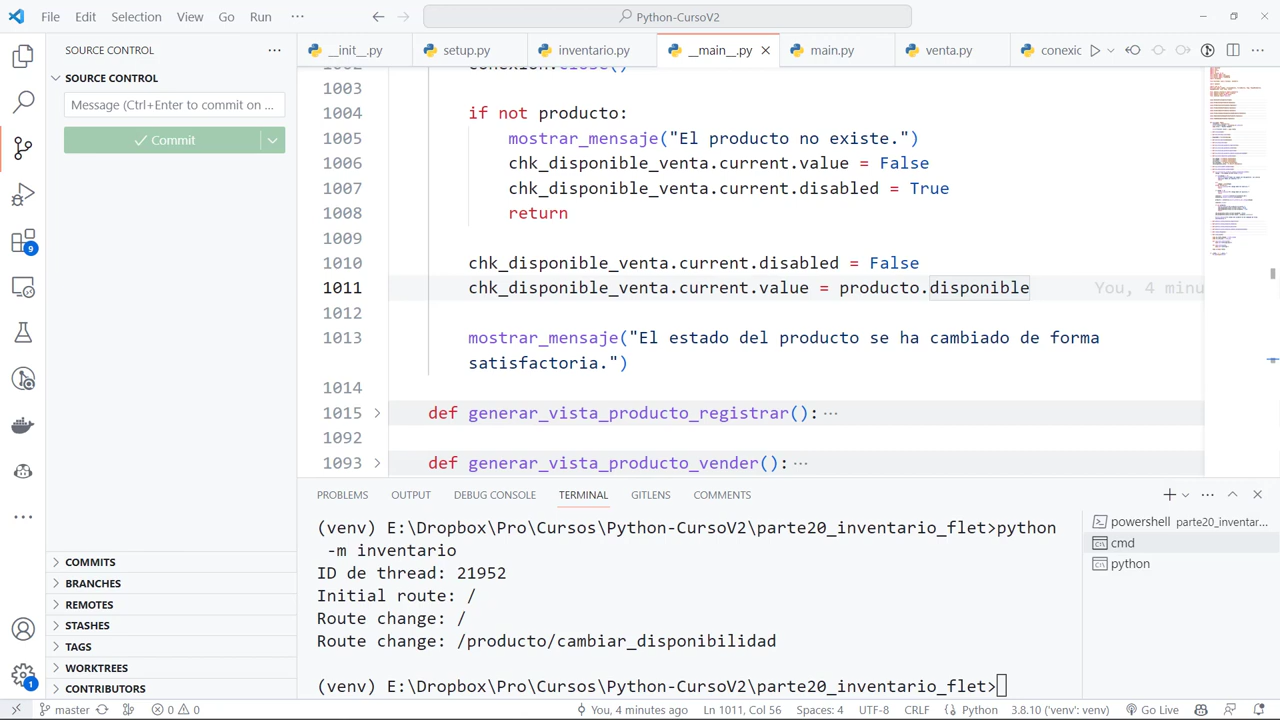 File Edit Selection View Go Run ··· Python-CursoV2
SOURCE CONTROL ···
__init__.py setup.py inventario.py __main__.py main.py venta.py conexic
SOURCE CONTROL
Message (Ctrl+Enter to commit on ...
✓ Commit
1002 conexion.close()
1003
1004 if not producto:
1005 mostrar_mensaje("El producto no existe.")
1006 chk_disponible_venta.current.value = False
1007 chk_disponible_venta.current.disabled = True
1008 return
1009
1010 chk_disponible_venta.current.disabled = False
1011 chk_disponible_venta.current.value = producto.disponible You, 4 minu
1012
1013 mostrar_mensaje("El estado del producto se ha cambiado de forma
satisfactoria.")
1014
1015 def generar_vista_producto_registrar():···
1092
1093 def generar_vista_producto_vender():···
PROBLEMS OUTPUT DEBUG CONSOLE TERMINAL GITLENS COMMENTS
(venv) E:\Dropbox\Pro\Cursos\Python-CursoV2\parte20_inventario_flet>python
-m inventario
ID de thread: 21952
Initial route: /
Route change: /
Route change: /producto/cambiar_disponibilidad
(venv) E:\Dropbox\Pro\Cursos\Python-CursoV2\parte20_inventario_flet>
powershell parte20_inventar...
cmd
python
COMMITS
BRANCHES
REMOTES
STASHES
TAGS
WORKTREES
CONTRIBUTORS
9
1
master 0 0 You, 4 minutes ago Ln 1011, Col 56 Spaces: 4 UTF-8 CRLF Python 3.8.10 ('venv': venv) Go Live